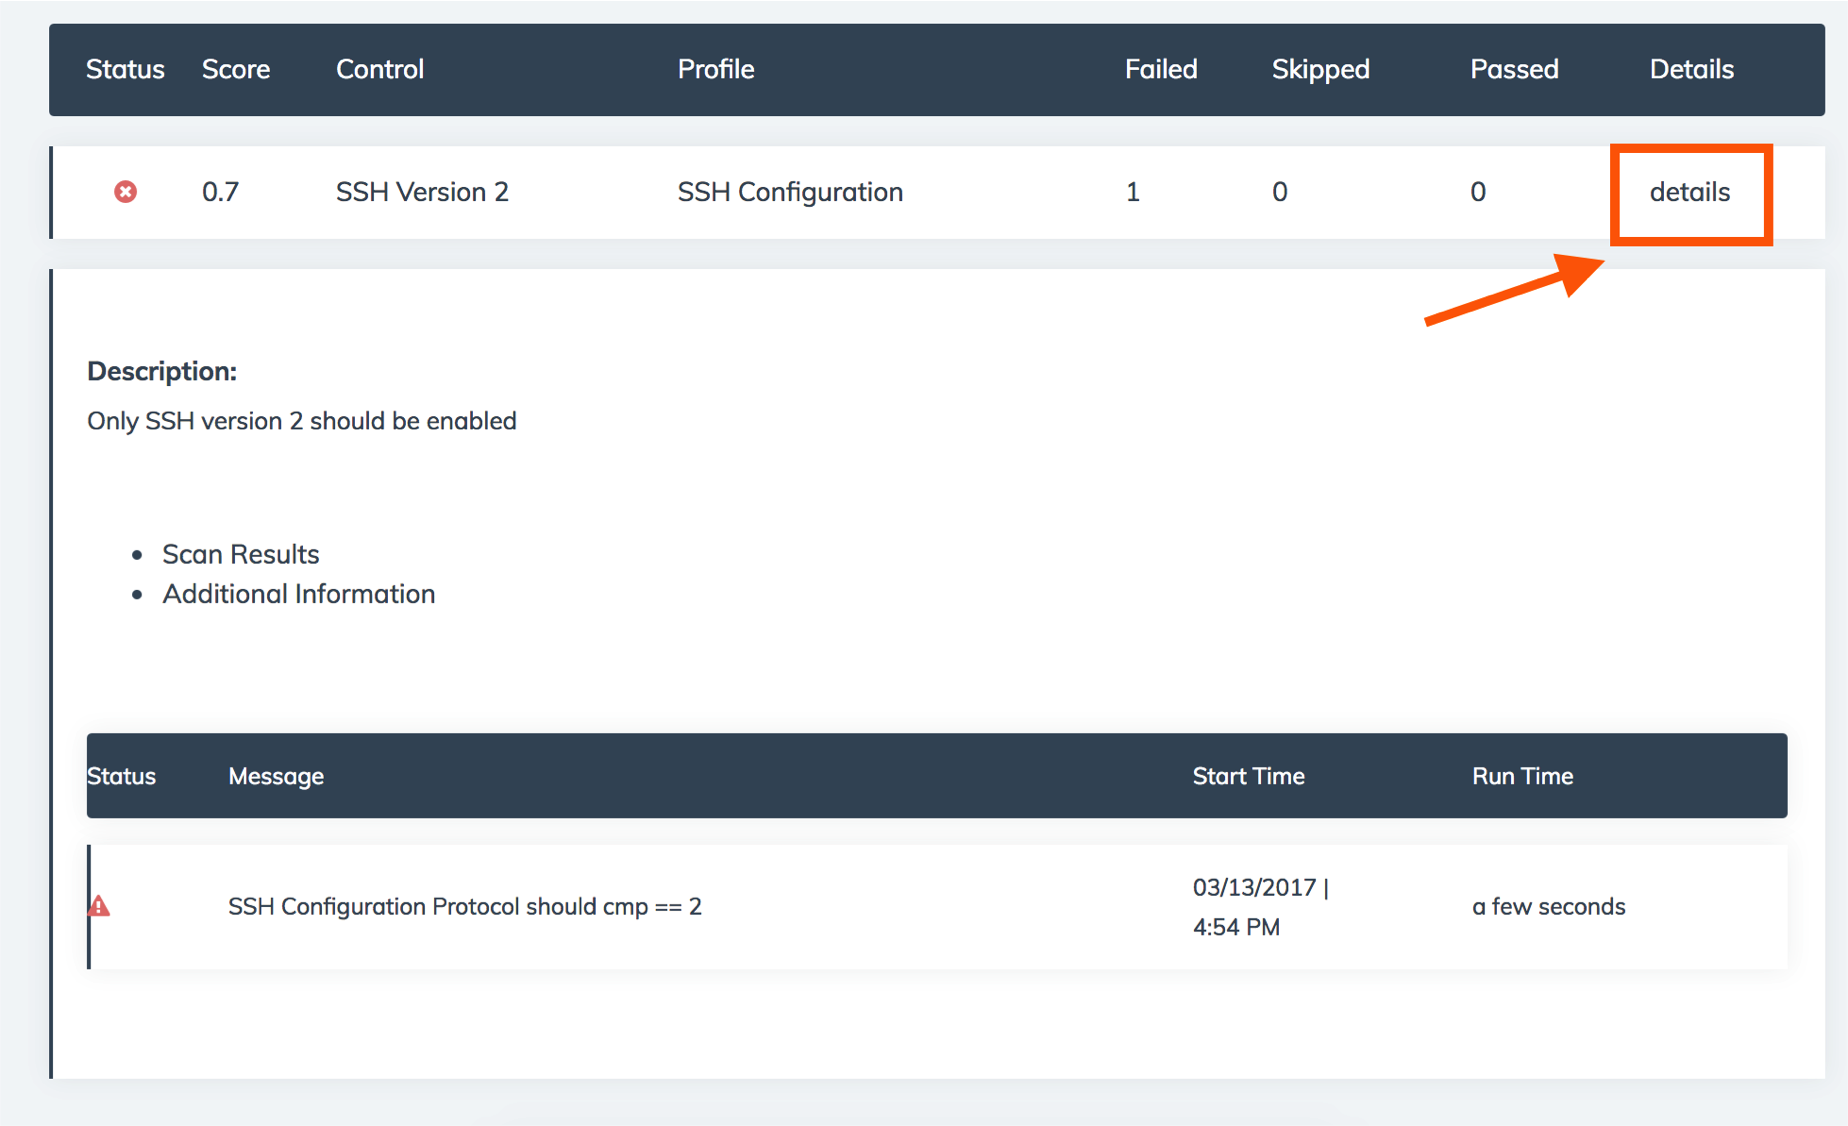 Status Score Control Profile Failed Skipped Passed Details
0.7 SSH Version 2 SSH Configuration 1 0 0 details
Description:
Only SSH version 2 should be enabled
• Scan Results
• Additional Information
Status Message Start Time Run Time
SSH Configuration Protocol should cmp == 2 03/13/2017 | a few seconds
4:54 PM